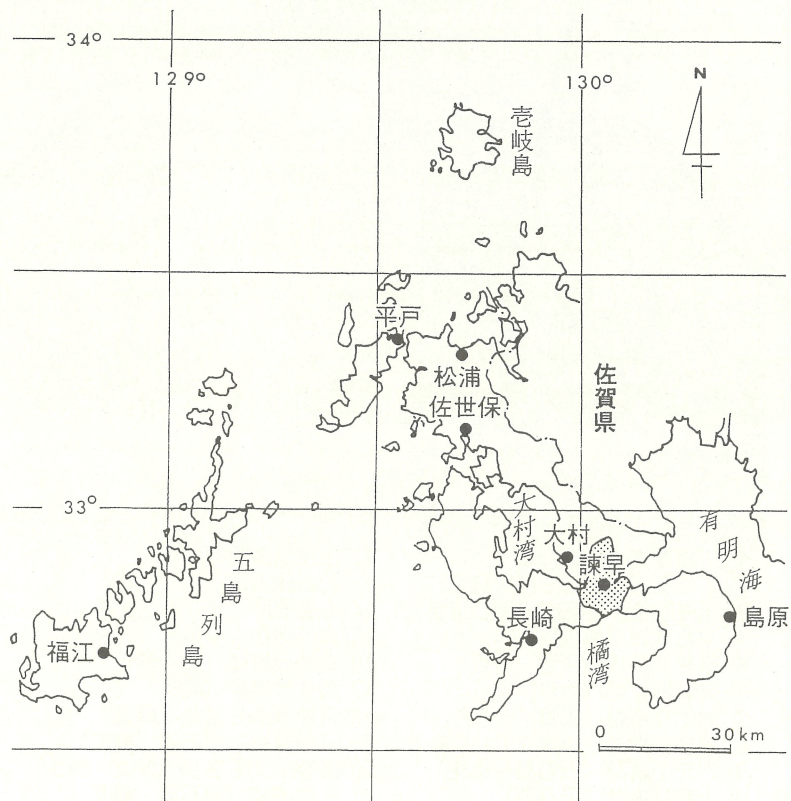 34°
129°
130°
N
壱岐島
平戸
松浦
佐世保
佐賀県
33°
大村湾
大村
諫早
有明海
五島列島
長崎
島原
福江
橘湾
0 30km